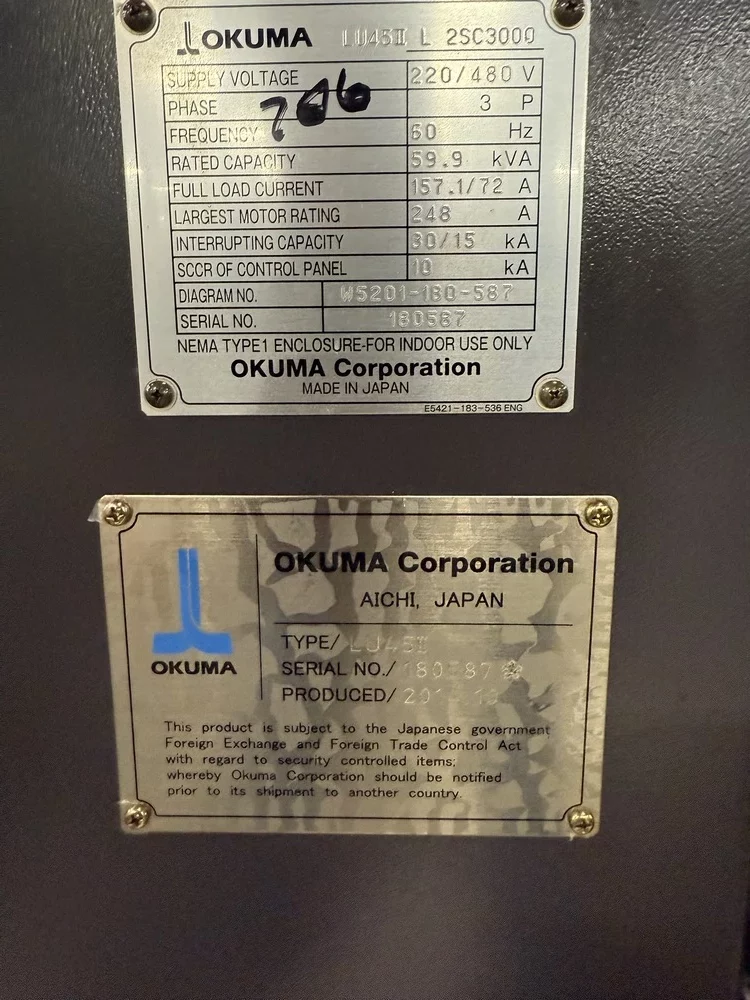 OKUMA LU45II L 2SC3000
SUPPLY VOLTAGE 220/480 V
PHASE 3 P
FREQUENCY 60 Hz
RATED CAPACITY 59.9 kVA
FULL LOAD CURRENT 157.1/72 A
LARGEST MOTOR RATING 248 A
INTERRUPTING CAPACITY 30/15 kA
SCCR OF CONTROL PANEL 10 kA
DIAGRAM NO. W5201-180-587
SERIAL NO. 180587
NEMA TYPE1 ENCLOSURE-FOR INDOOR USE ONLY
OKUMA Corporation
MADE IN JAPAN
E5421-183-536 ENG
OKUMA
OKUMA Corporation
AICHI, JAPAN
TYPE/ LU45II
SERIAL NO./ 180587
PRODUCED/
This product is subject to the Japanese government
Foreign Exchange and Foreign Trade Control Act
with regard to security controlled items;
whereby Okuma Corporation should be notified
prior to its shipment to another country.